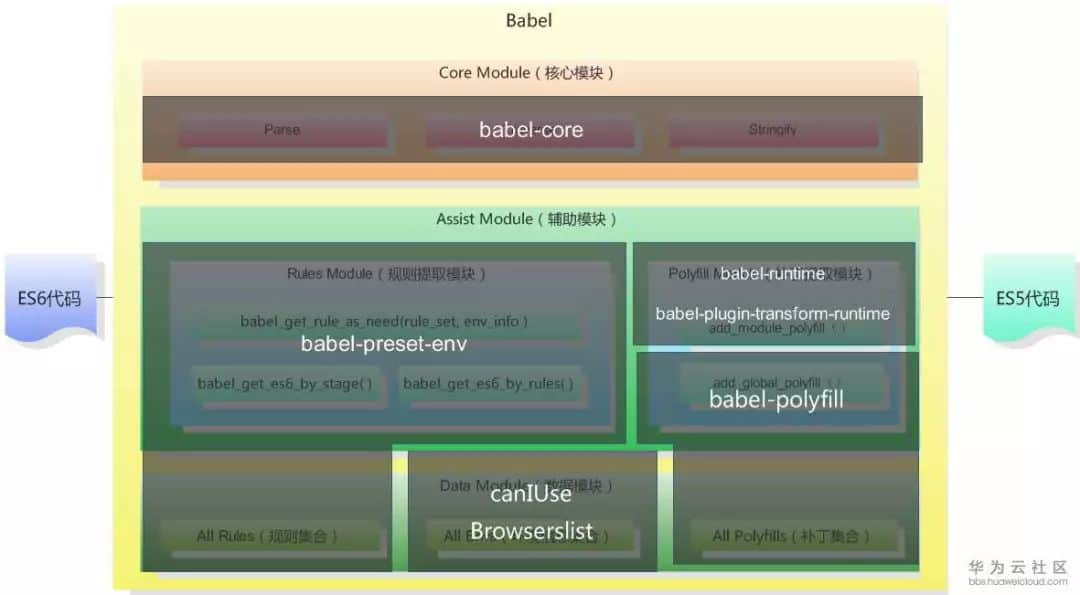 Babel
Core Module（核心模块）
Parse
babel-core
Stringify
Assist Module（辅助模块）
ES6代码
Rules Module（规则提取模块）
babel_get_rule_as_need(rule_set, env_info )
babel-preset-env
babel_get_es6_by_stage( )
babel_get_es6_by_rules( )
Polyfill
babel-runtime
模块）
babel-plugin-transform-runtime
add_module_polyfill （ ）
add_global_polyfill （ ）
babel-polyfill
ES5代码
Data Module（数据模块）
canIUse
Browserslist
All Rules（规则集合）
All
合）
All Polyfills（补丁集合）
华为云社区
bbs.huaweicloud.com